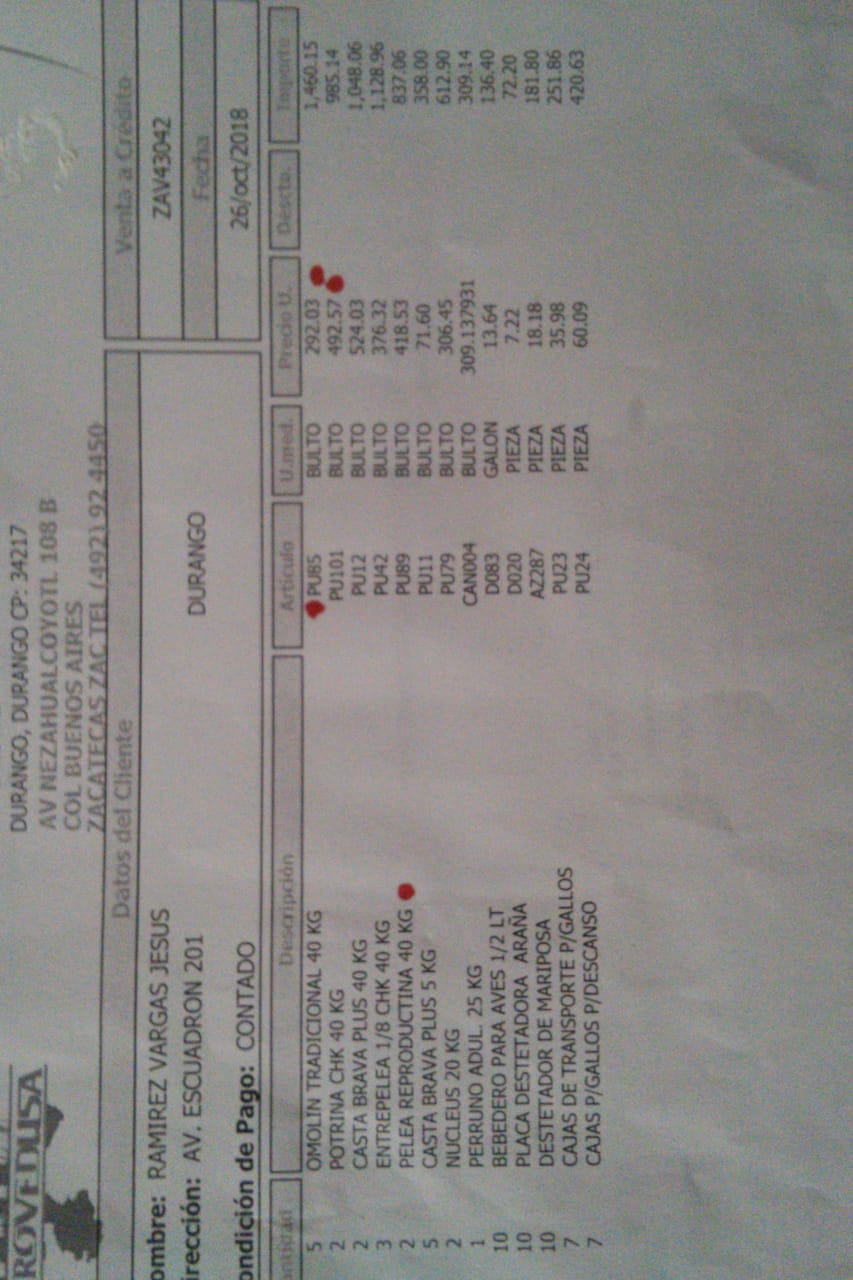 ROVEDUSA
DURANGO, DURANGO CP: 34217
AV NEZAHUALCOYOTL 108 B
COL BUENOS AIRES
ZACATECAS ZAC TEL (492) 92 4450
Datos del Cliente Venta a Crédito
ombre: RAMIREZ VARGAS JESUS ZAV43042
irección: AV. ESCUADRON 201 DURANGO Fecha
ondición de Pago: CONTADO 26/oct/2018
antidad Descripción Artículo U.med. Precio U. Descto. Importe
5 OMOLIN TRADICIONAL 40 KG PU85 BULTO 292.03 1,460.15
2 POTRINA CHK 40 KG PU101 BULTO 492.57 985.14
2 CASTA BRAVA PLUS 40 KG PU12 BULTO 524.03 1,048.06
3 ENTREPELEA 1/8 CHK 40 KG PU42 BULTO 376.32 1,128.96
2 PELEA REPRODUCTINA 40 KG PU89 BULTO 418.53 837.06
5 CASTA BRAVA PLUS 5 KG PU11 BULTO 71.60 358.00
2 NUCLEUS 20 KG PU79 BULTO 306.45 612.90
1 PERRUNO ADUL. 25 KG CAN004 BULTO 309.137931 309.14
10 BEBEDERO PARA AVES 1/2 LT D083 GALON 13.64 136.40
10 PLACA DESTETADORA ARAÑA D020 PIEZA 7.22 72.20
10 DESTETADOR DE MARIPOSA AZ287 PIEZA 18.18 181.80
7 CAJAS DE TRANSPORTE P/GALLOS PU23 PIEZA 35.98 251.86
7 CAJAS P/GALLOS P/DESCANSO PU24 PIEZA 60.09 420.63